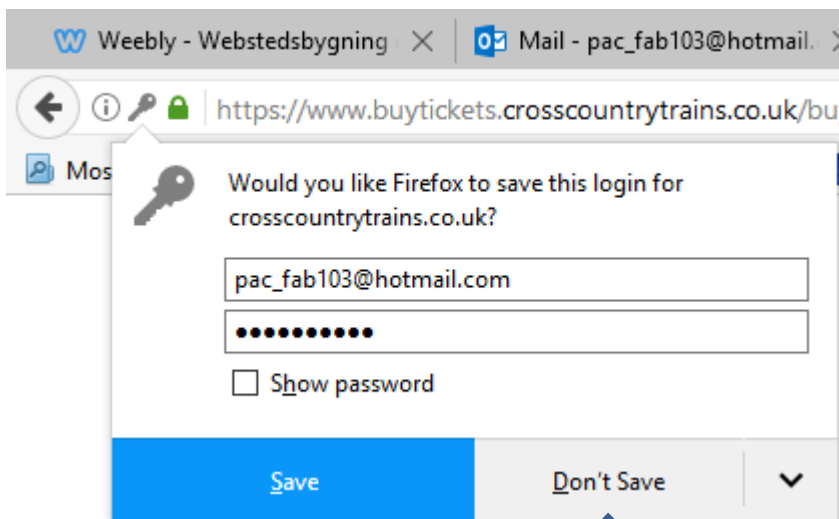 Weebly - Webstedsbygning
Mail - pac_fab103@hotmail.
https://www.buytickets.crosscountrytrains.co.uk/bu
Mos
Would you like Firefox to save this login for
crosscountrytrains.co.uk?
pac_fab103@hotmail.com
••••••••••
Show password
Save
Don't Save